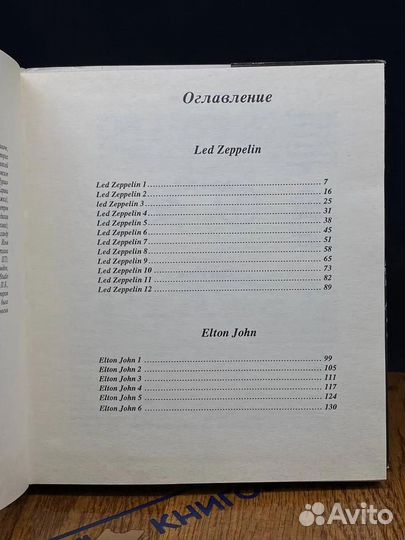 Оглавление
Led Zeppelin
Led Zeppelin 1 7
Led Zeppelin 2 16
led Zeppelin 3 25
Led Zeppelin 4 31
Led Zeppelin 5 38
Led Zeppelin 6 45
Led Zeppelin 7 51
Led Zeppelin 8 58
Led Zeppelin 9 65
Led Zeppelin 10 73
Led Zeppelin 11 82
Led Zeppelin 12 89
Elton John
Elton John 1 99
Elton John 2 105
Elton John 3 111
Elton John 4 117
Elton John 5 124
Elton John 6 130
КНИГО
Avito